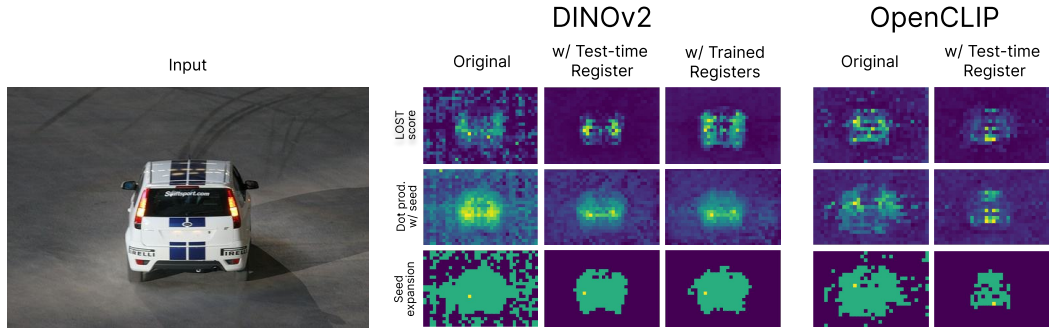 DINOv2
OpenCLIP
Input
Original
w/ Test-time
Register
w/ Trained
Registers
Original
w/ Test-time
Register
LOST
score
Dot prod.
w/ seed
Seed
expansion
Sportsport.com
PIRELLI